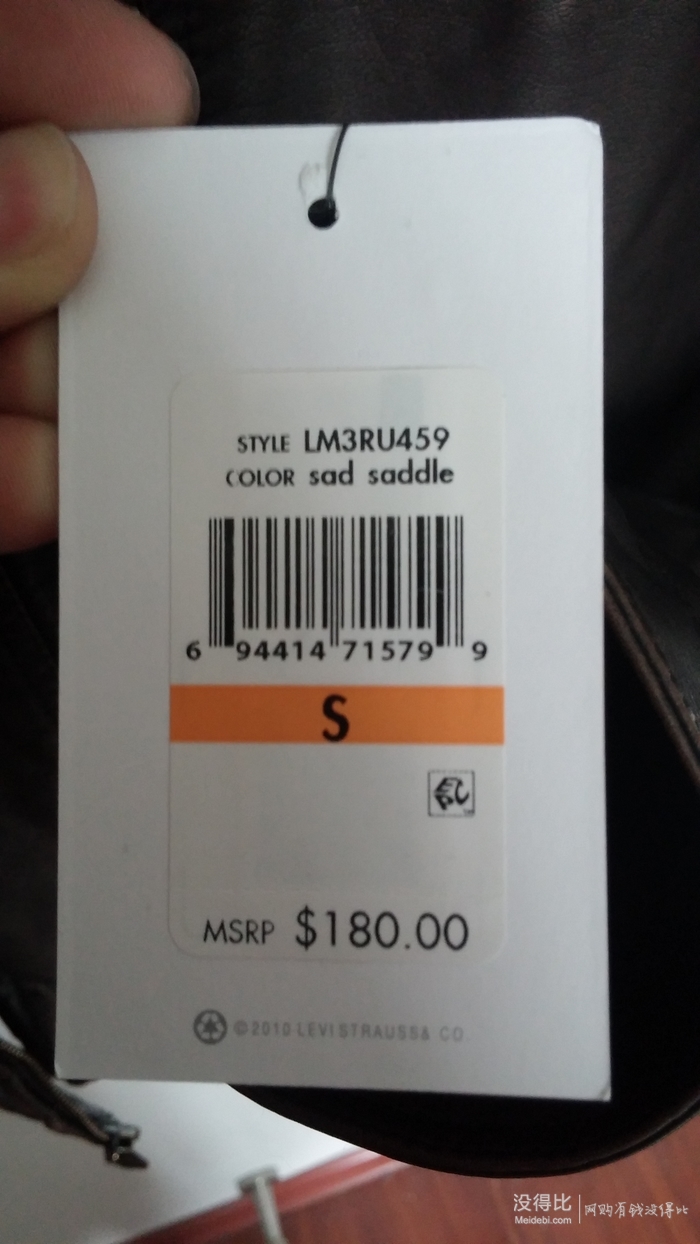 STYLE LM3RU459
COLOR sad saddle
6 94414 71579 9
S
MSRP $180.00
©2010 LEVI STRAUSS & CO
没得比
Meidebi.com
网购有钱没得比